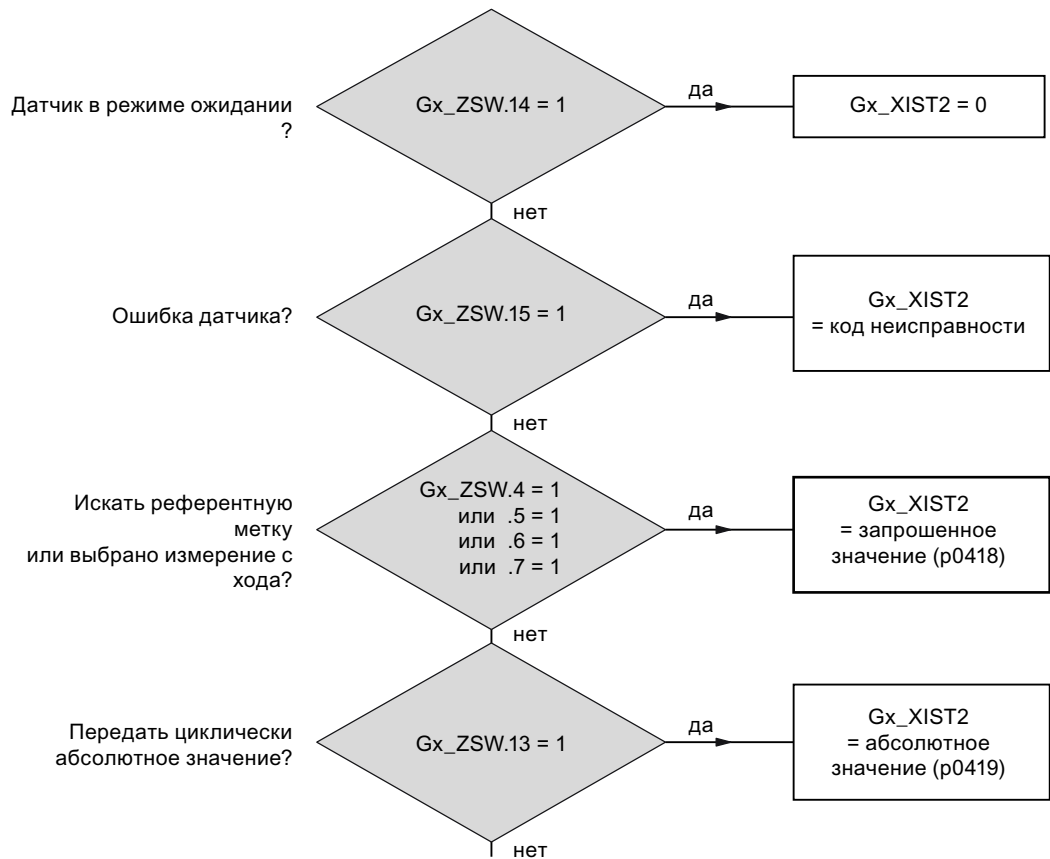 Датчик в режиме ожидании
?
Gx_ZSW.14 = 1
да
Gx_XIST2 = 0
нет
Ошибка датчика?
Gx_ZSW.15 = 1
да
Gx_XIST2
= код неисправности
нет
Искать референтную
метку
или выбрано измерение с
хода?
Gx_ZSW.4 = 1
или .5 = 1
или .6 = 1
или .7 = 1
да
Gx_XIST2
= запрошенное
значение (p0418)
нет
Передать циклически
абсолютное значение?
Gx_ZSW.13 = 1
да
Gx_XIST2
= абсолютное
значение (p0419)
нет